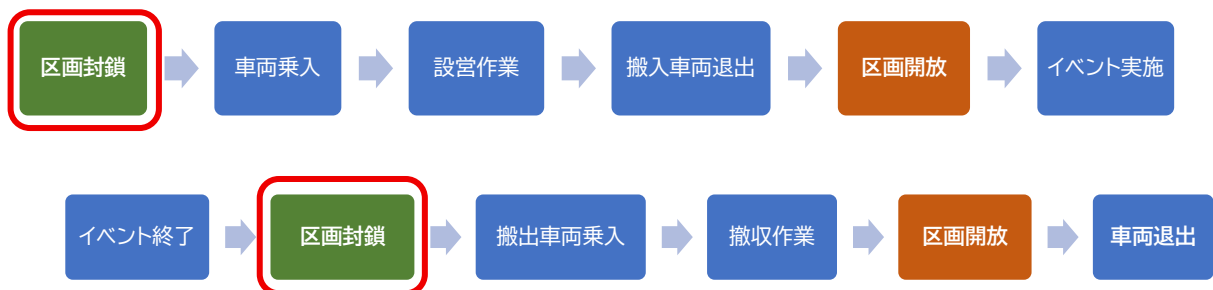 区画封鎖
車両乗入
設営作業
搬入車両退出
区画開放
イベント実施
イベント終了
区画封鎖
搬出車両乗入
撤収作業
区画開放
車両退出